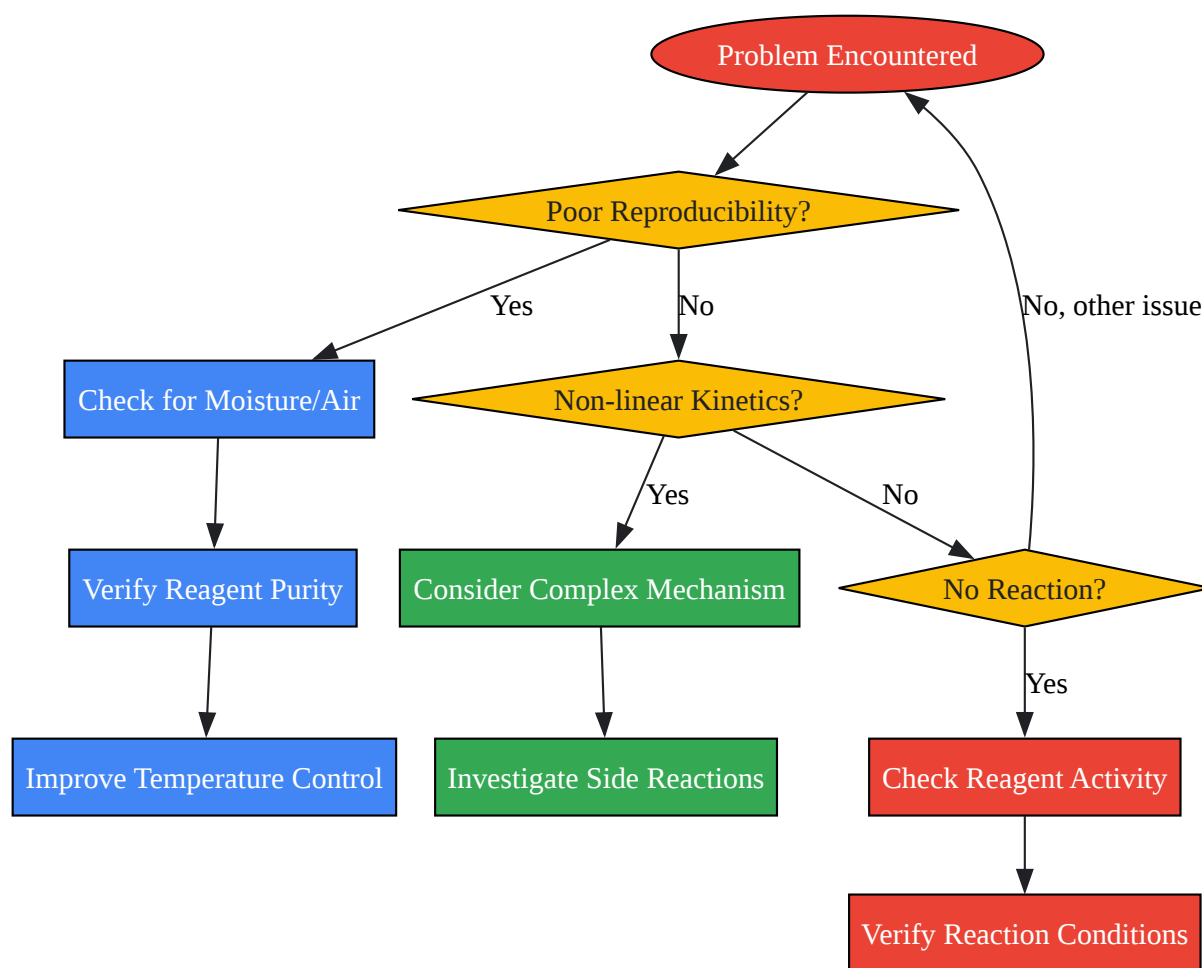 Problem Encountered
Poor Reproducibility?
Yes
No
No, other issue
Check for Moisture/Air
Non-linear Kinetics?
Yes
No
Verify Reagent Purity
Consider Complex Mechanism
No Reaction?
Yes
Improve Temperature Control
Investigate Side Reactions
Check Reagent Activity
Verify Reaction Conditions